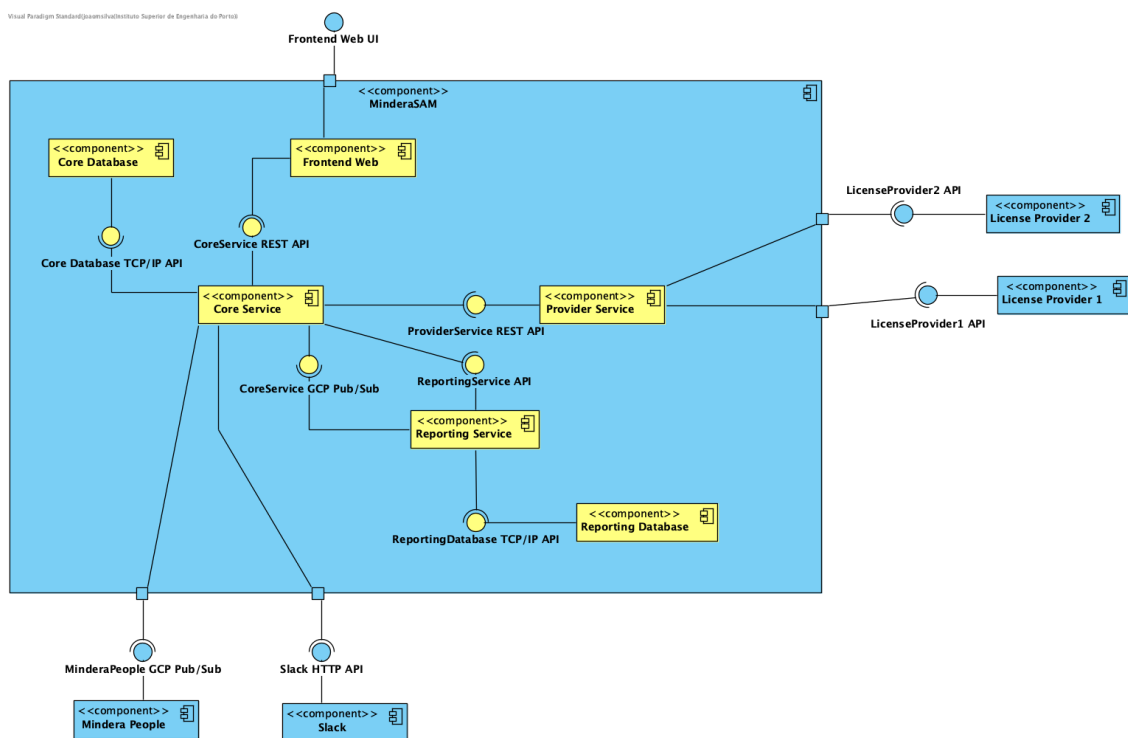 Visual Paradigm Standard(joaomsilva(Instituto Superior de Engenharia do Porto))
Frontend Web UI
<<component>>
MinderaSAM
<<component>>
Core Database
<<component>>
Frontend Web
LicenseProvider2 API
<<component>>
License Provider 2
CoreService REST API
Core Database TCP/IP API
<<component>>
Core Service
<<component>>
Provider Service
<<component>>
License Provider 1
ProviderService REST API
LicenseProvider1 API
CoreService GCP Pub/Sub
ReportingService API
<<component>>
Reporting Service
<<component>>
Reporting Database
ReportingDatabase TCP/IP API
MinderaPeople GCP Pub/Sub
Slack HTTP API
<<component>>
Mindera People
<<component>>
Slack